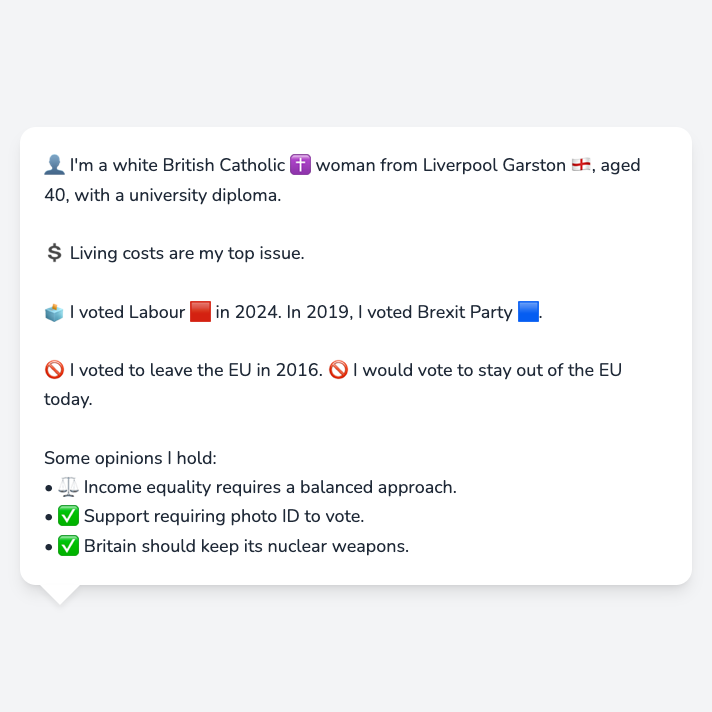 👤 I'm a white British Catholic ✝️ woman from Liverpool Garston 🏴󠁧󠁢󠁥󠁮󠁧󠁿, aged
40, with a university diploma.
💲 Living costs are my top issue.
🗳️ I voted Labour 🟥 in 2024. In 2019, I voted Brexit Party 🟦.
🚫 I voted to leave the EU in 2016. 🚫 I would vote to stay out of the EU
today.
Some opinions I hold:
• ⚖️ Income equality requires a balanced approach.
• ✅ Support requiring photo ID to vote.
• ✅ Britain should keep its nuclear weapons.